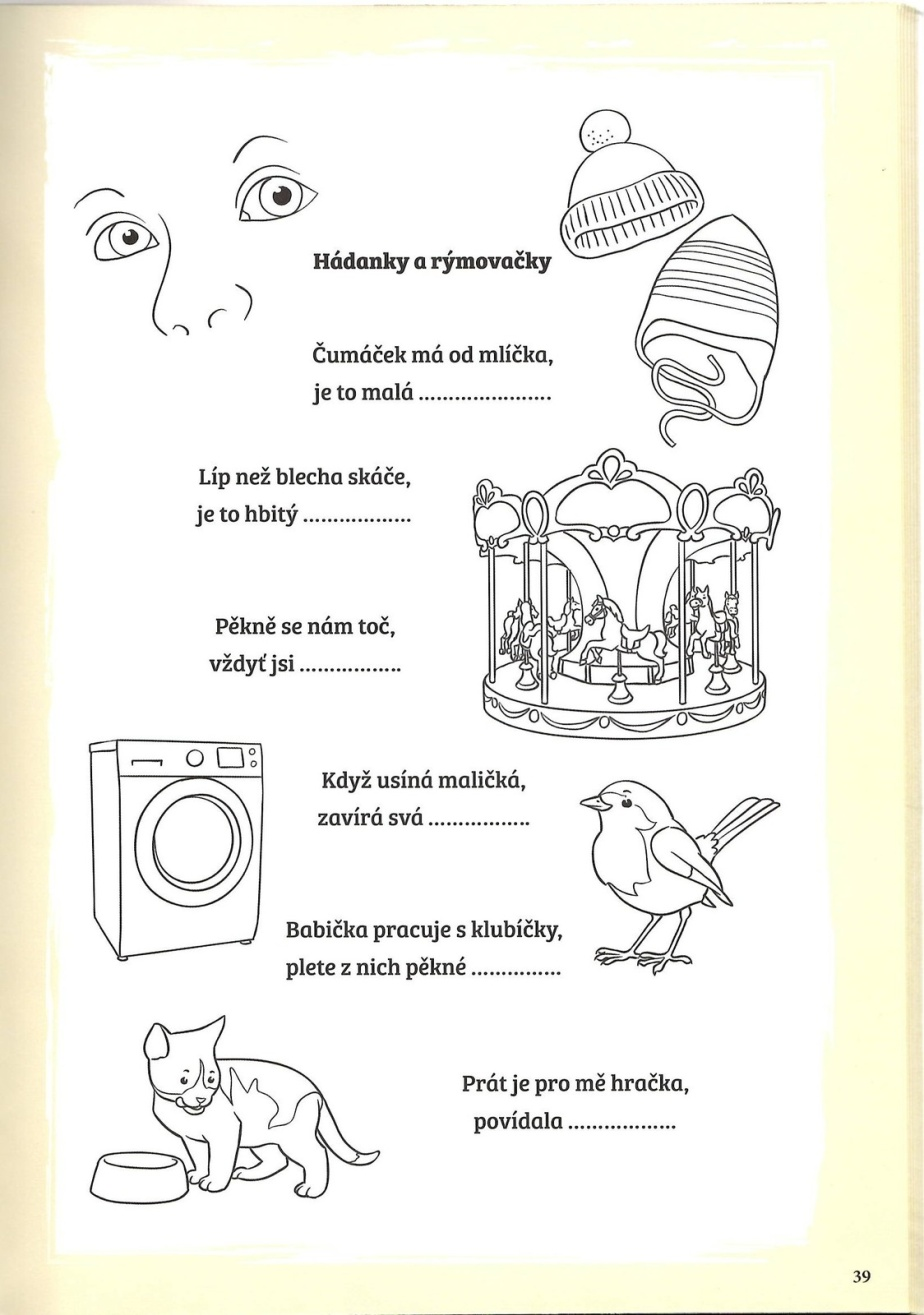 Hádanky a rýmovačky
Čumáček má od mlíčka,
je to malá ......................
Líp než blecha skáče,
je to hbitý ..................
Pěkně se nám toč,
vždyť jsi .................
Když usíná maličká,
zavírá svá .................
Babička pracuje s klubíčky,
plete z nich pěkné ...............
Prát je pro mě hračka,
povídala ..................
39